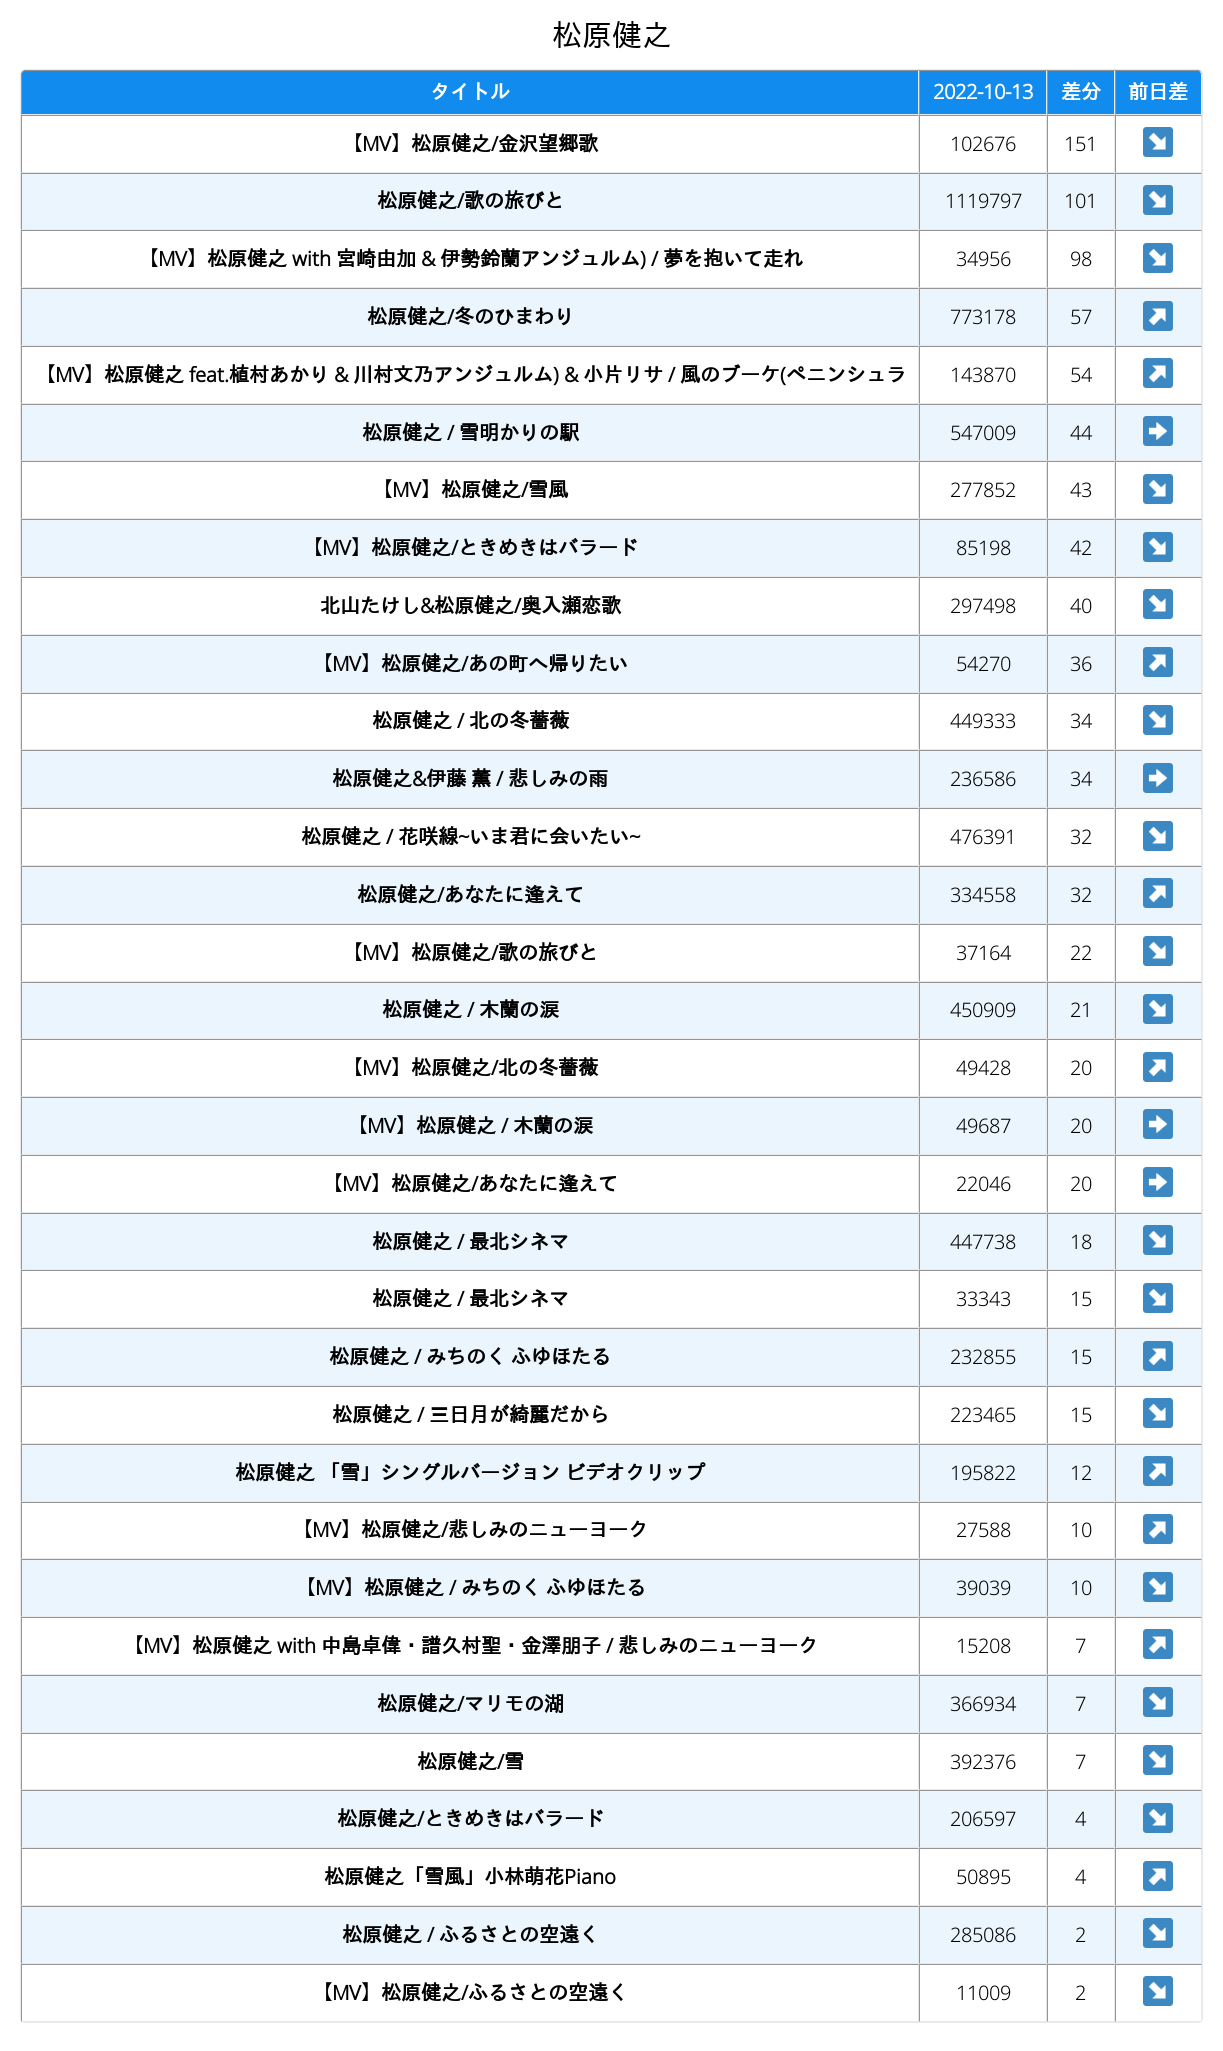 松原健之
タイトル 2022-10-13 差分 前日差
【MV】松原健之/金沢望郷歌 102676 151 ↘
松原健之/歌の旅びと 1119797 101 ↘
【MV】松原健之 with 宮崎由加 & 伊勢鈴蘭アンジュルム) / 夢を抱いて走れ 34956 98 ↘
松原健之/冬のひまわり 773178 57 ↗
【MV】松原健之 feat.植村あかり & 川村文乃アンジュルム) & 小片リサ / 風のブーケ(ペニンシュラ 143870 54 ↗
松原健之 / 雪明かりの駅 547009 44 ➡
【MV】松原健之/雪風 277852 43 ↘
【MV】松原健之/ときめきはバラード 85198 42 ↘
北山たけし&松原健之/奥入瀬恋歌 297498 40 ↘
【MV】松原健之/あの町へ帰りたい 54270 36 ↗
松原健之 / 北の冬薔薇 449333 34 ↘
松原健之&伊藤 薫 / 悲しみの雨 236586 34 ➡
松原健之 / 花咲線~いま君に会いたい~ 476391 32 ↘
松原健之/あなたに逢えて 334558 32 ↗
【MV】松原健之/歌の旅びと 37164 22 ↘
松原健之 / 木蘭の涙 450909 21 ↘
【MV】松原健之/北の冬薔薇 49428 20 ↗
【MV】松原健之 / 木蘭の涙 49687 20 ➡
【MV】松原健之/あなたに逢えて 22046 20 ➡
松原健之 / 最北シネマ 447738 18 ↘
松原健之 / 最北シネマ 33343 15 ↘
松原健之 / みちのく ふゆほたる 232855 15 ↗
松原健之 / 三日月が綺麗だから 223465 15 ↘
松原健之 「雪」シングルバージョン ビデオクリップ 195822 12 ↗
【MV】松原健之/悲しみのニューヨーク 27588 10 ↗
【MV】松原健之 / みちのく ふゆほたる 39039 10 ↘
【MV】松原健之 with 中島卓偉・譜久村聖・金澤朋子 / 悲しみのニューヨーク 15208 7 ↗
松原健之/マリモの湖 366934 7 ↘
松原健之/雪 392376 7 ↘
松原健之/ときめきはバラード 206597 4 ↘
松原健之「雪風」小林萌花Piano 50895 4 ↗
松原健之 / ふるさとの空遠く 285086 2 ↘
【MV】松原健之/ふるさとの空遠く 11009 2 ↘